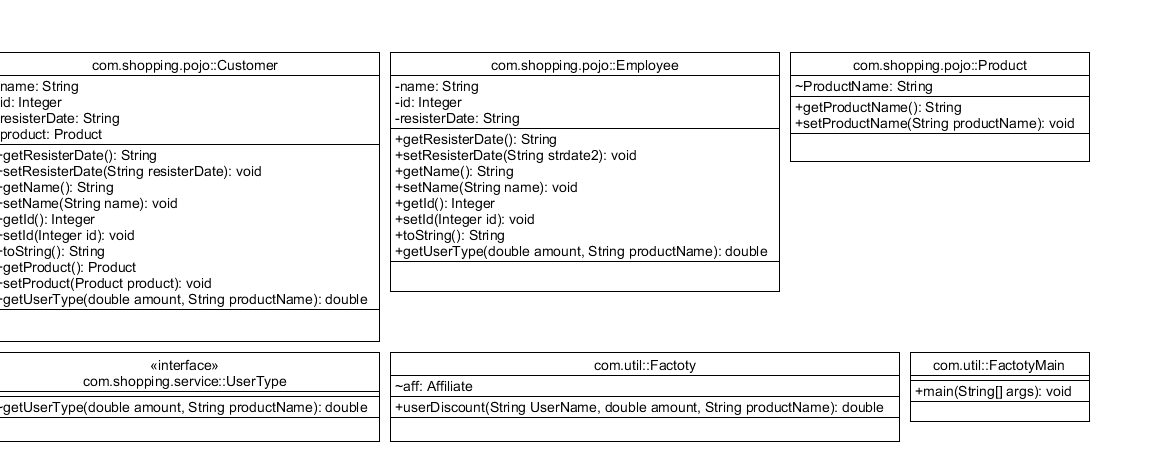 com.shopping.pojo::Customer
name: String
id: Integer
resisterDate: String
product: Product
+getResisterDate(): String
+setResisterDate(String resisterDate): void
+getName(): String
+setName(String name): void
+getId(): Integer
+setId(Integer id): void
+toString(): String
+getProduct(): Product
+setProduct(Product product): void
+getUserType(double amount, String productName): double
com.shopping.pojo::Employee
-name: String
-id: Integer
-resisterDate: String
+getResisterDate(): String
+setResisterDate(String strdate2): void
+getName(): String
+setName(String name): void
+getId(): Integer
+setId(Integer id): void
+toString(): String
+getUserType(double amount, String productName): double
com.shopping.pojo::Product
~ProductName: String
+getProductName(): String
+setProductName(String productName): void
«interface»
com.shopping.service::UserType
+getUserType(double amount, String productName): double
com.util::Factoty
~aff: Affiliate
+userDiscount(String UserName, double amount, String productName): double
com.util::FactotyMain
+main(String[] args): void